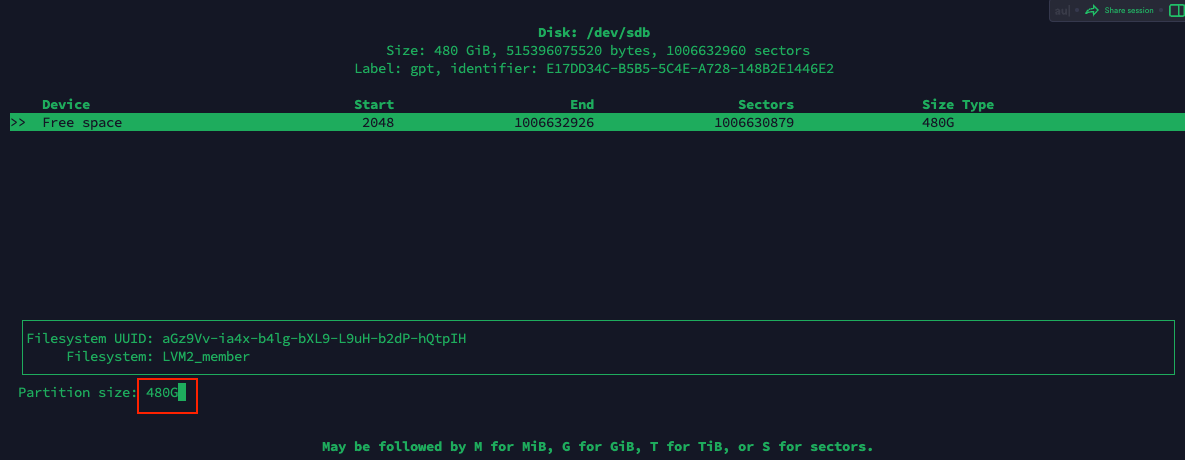 au|
Share session
Disk: /dev/sdb
Size: 480 GiB, 515396075520 bytes, 1006632960 sectors
Label: gpt, identifier: E17DD34C-B5B5-5C4E-A728-148B2E1446E2
Device Start End Sectors Size Type
>> Free space 2048 1006632926 1006630879 480G
Filesystem UUID: aGz9Vv-ia4x-b4lg-bXL9-L9uH-b2dP-hQtpIH
Filesystem: LVM2_member
Partition size: 480G
May be followed by M for MiB, G for GiB, T for TiB, or S for sectors.